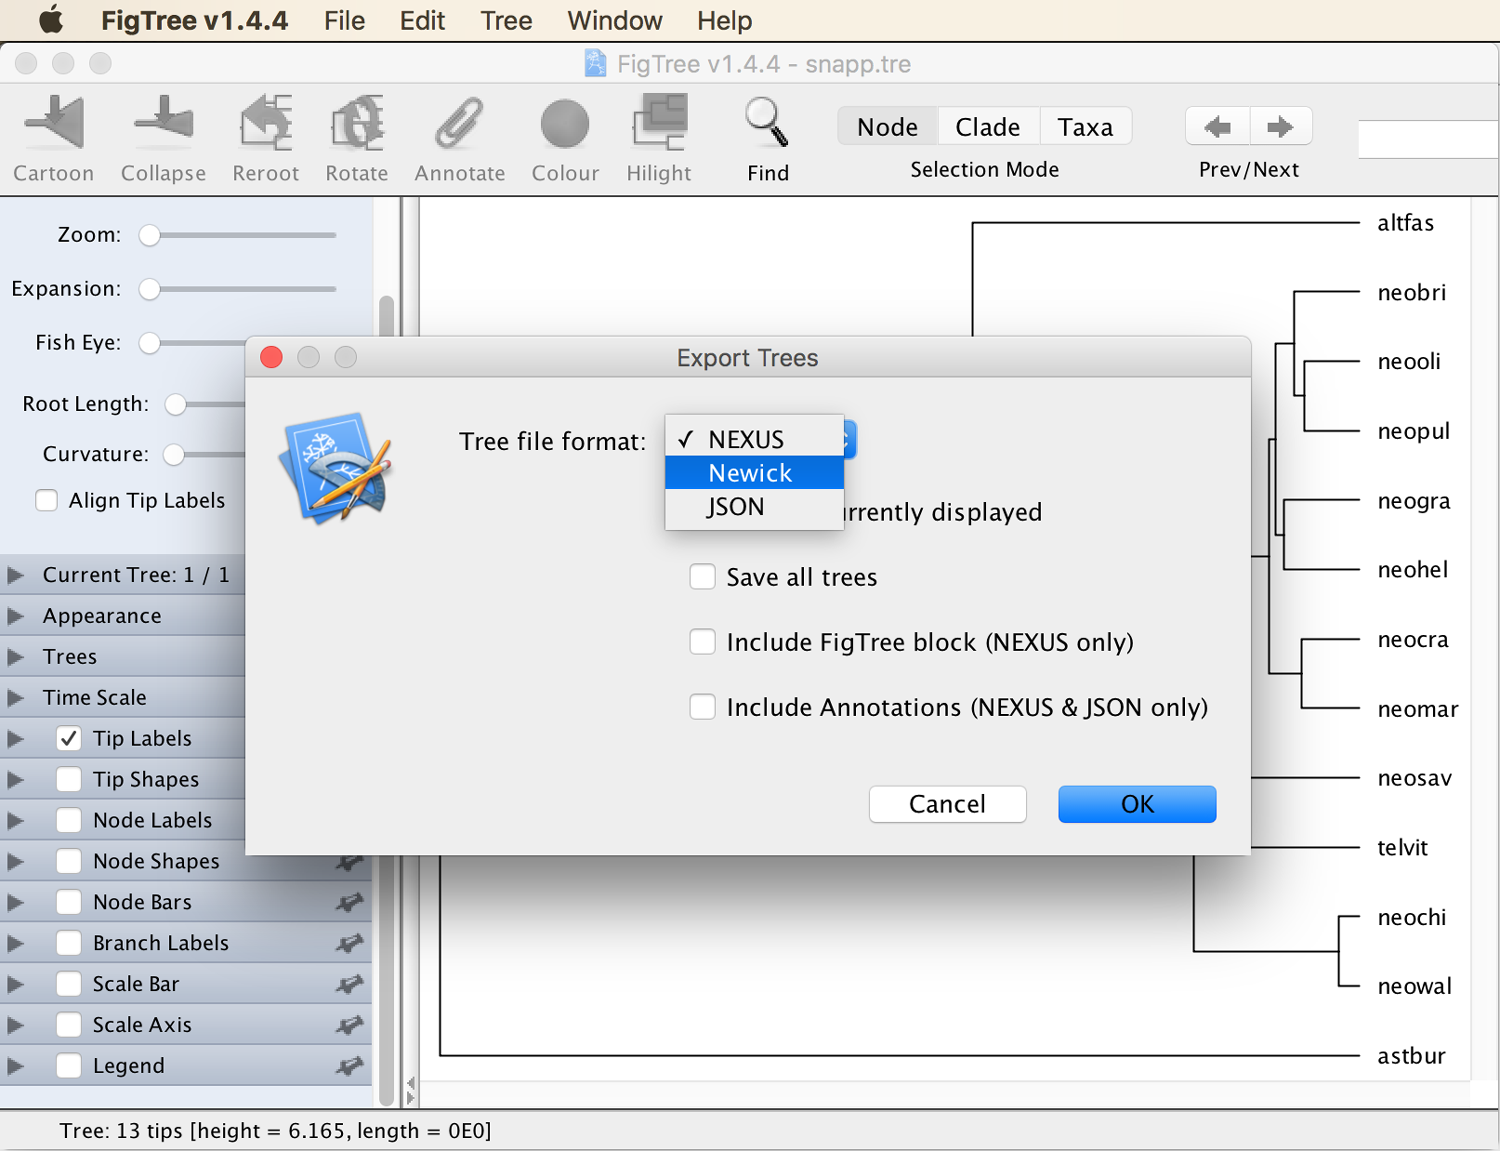 FigTree v1.4.4 File Edit Tree Window Help
FigTree v1.4.4 - snapp.tre
Cartoon Collapse Reroot Rotate Annotate Colour Hilight Find
Node Clade Taxa
Selection Mode
Prev/Next
Zoom:
Expansion:
Fish Eye:
Root Length:
Curvature:
Align Tip Labels
Current Tree: 1 / 1
Appearance
Trees
Time Scale
Tip Labels
Tip Shapes
Node Labels
Node Shapes
Node Bars
Branch Labels
Scale Bar
Scale Axis
Legend
Export Trees
Tree file format:
NEXUS
Newick
JSON
displayed
Save all trees
Include FigTree block (NEXUS only)
Include Annotations (NEXUS & JSON only)
Cancel OK
altfas
neobri
neooli
neopul
neogra
neohel
neocra
neomar
neosav
telvit
neochi
neowal
astbur
Tree: 13 tips [height = 6.165, length = 0E0]